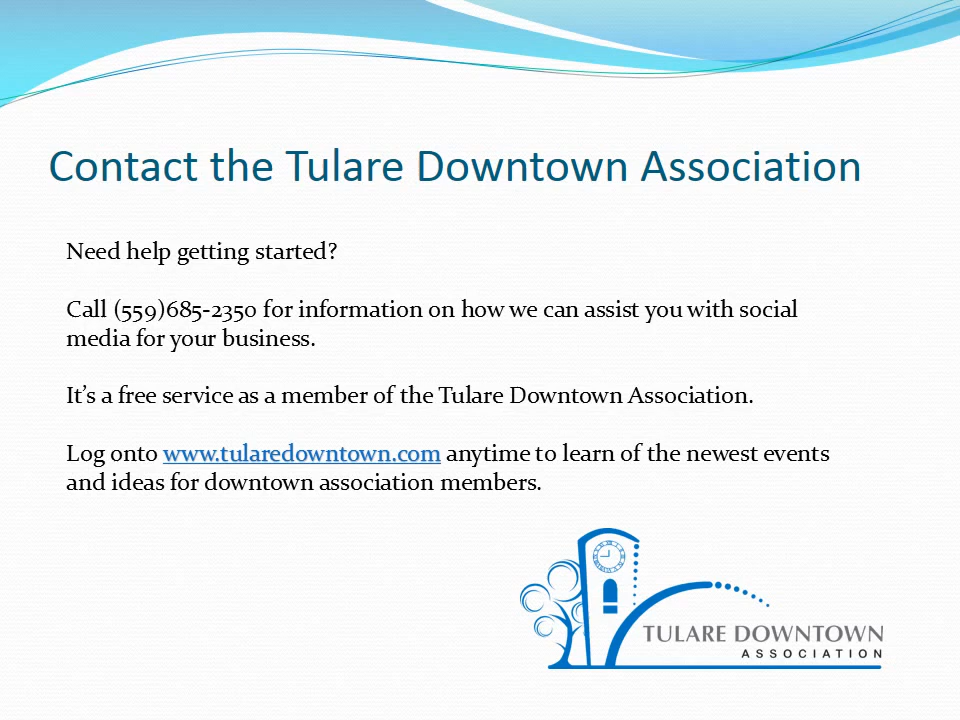 Contact the Tulare Downtown Association
Need help getting started?
Call (559)685-2350 for information on how we can assist you with social
media for your business.
It’s a free service as a member of the Tulare Downtown Association.
Log onto www.tularedowntown.com anytime to learn of the newest events
and ideas for downtown association members.
TULARE DOWNTOWN
ASSOCIATION